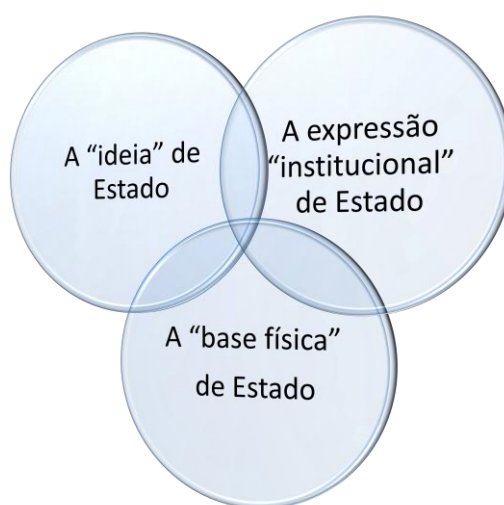 A “ideia” de
Estado
A expressão
“institucional”
de Estado
A “base física”
de Estado